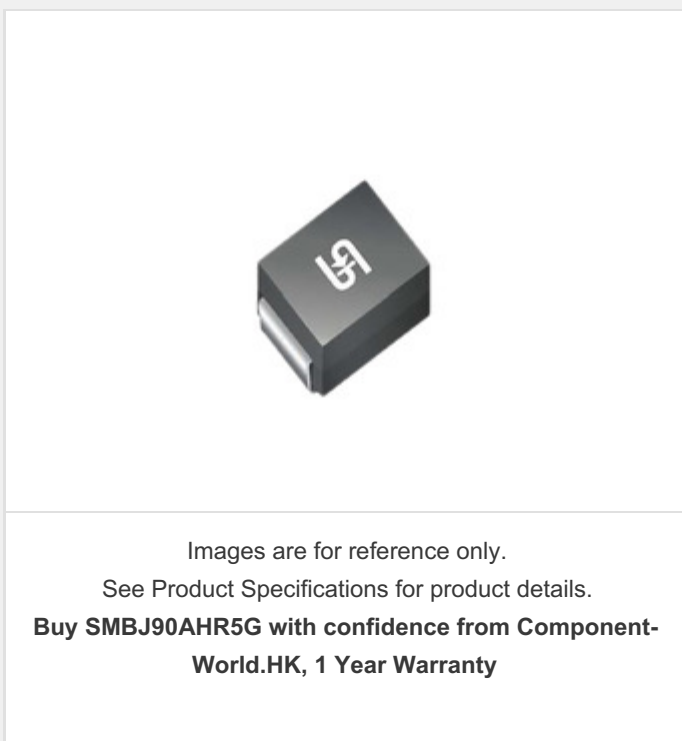 Images are for reference only.
See Product Specifications for product details.
Buy SMBJ90AHR5G with confidence from Component-
World.HK, 1 Year Warranty